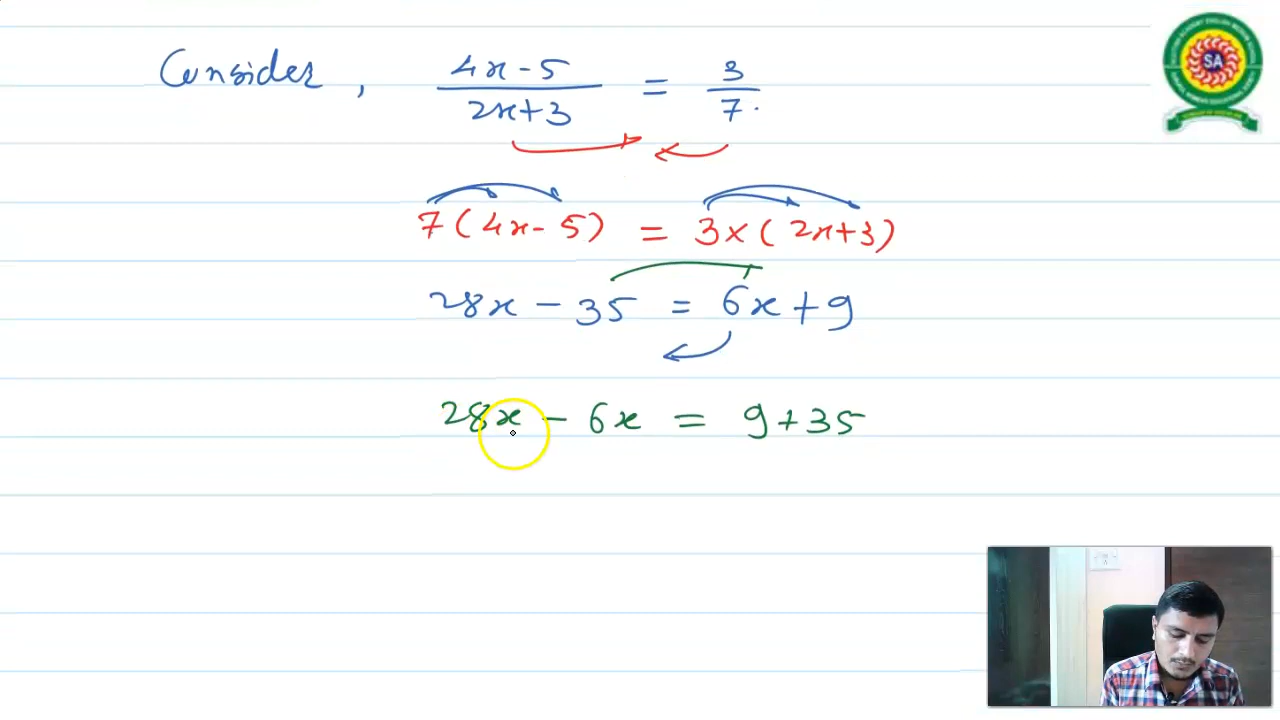 Consider, (4x-5)/(2x+3) = 3/7.
7(4x-5) = 3×(2x+3)
28x - 35 = 6x+9
28x - 6x = 9+35
SA